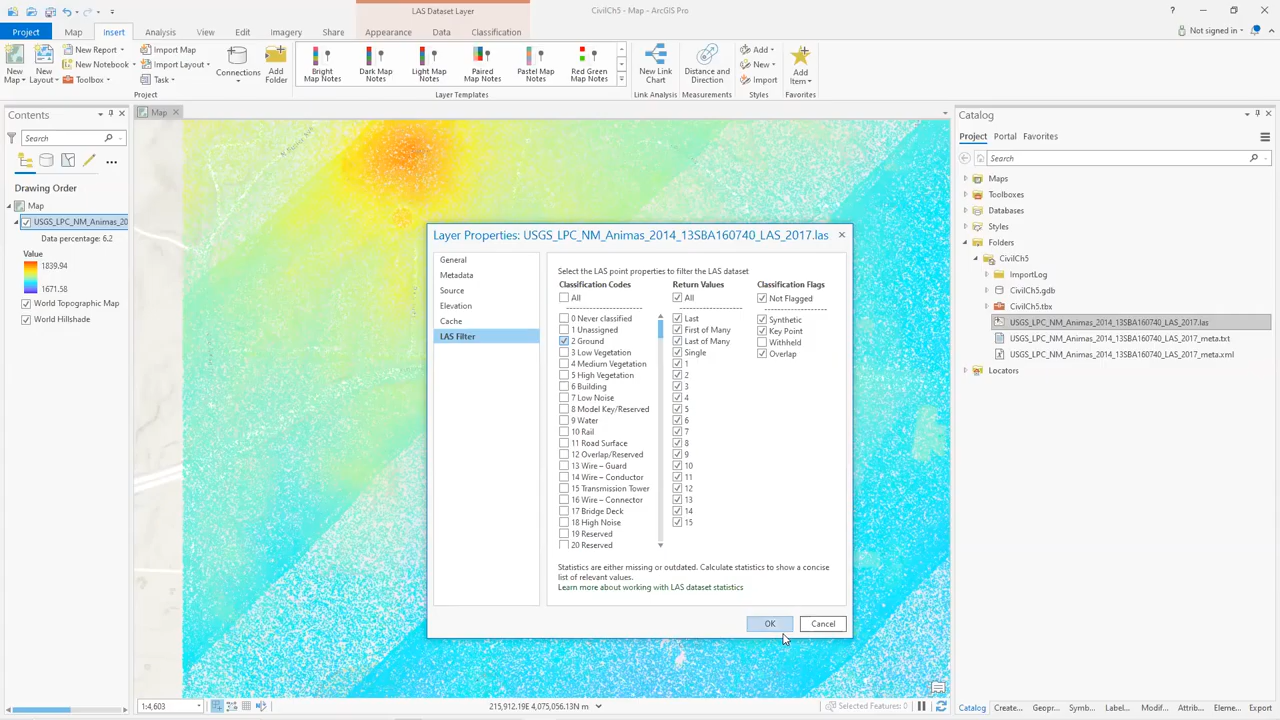 LAS Dataset Layer
CivilCh5 - Map - ArcGIS Pro
?
Project Map Insert Analysis View Edit Imagery Share Appearance Data Classification
Not signed in
New Map
New Layout
New Report
New Notebook
Toolbox
Import Map
Import Layout
Task
Connections
Add Folder
Project
Bright Map Notes
Dark Map Notes
Light Map Notes
Paired Map Notes
Pastel Map Notes
Red Green Map Notes
Layer Templates
New Link Chart
Link Analysis
Distance and Direction
Measurements
Add
New
Import
Styles
Add Item
Favorites
Contents
Search
Drawing Order
Map
USGS_LPC_NM_Animas_20
Data percentage: 6.2
Value
1839.94
1671.58
World Topographic Map
World Hillshade
Map
Layer Properties: USGS_LPC_NM_Animas_2014_13SBA160740_LAS_2017.las
General
Metadata
Source
Elevation
Cache
LAS Filter
Select the LAS point properties to filter the LAS dataset
Classification Codes
All
0 Never classified
1 Unassigned
2 Ground
3 Low Vegetation
4 Medium Vegetation
5 High Vegetation
6 Building
7 Low Noise
8 Model Key/Reserved
9 Water
10 Rail
11 Road Surface
12 Overlap/Reserved
13 Wire – Guard
14 Wire – Conductor
15 Transmission Tower
16 Wire – Connector
17 Bridge Deck
18 High Noise
19 Reserved
20 Reserved
Return Values
All
Last
First of Many
Last of Many
Single
1
2
3
4
5
6
7
8
9
10
11
12
13
14
15
Classification Flags
Not Flagged
Synthetic
Key Point
Withheld
Overlap
Statistics are either missing or outdated. Calculate statistics to show a concise
list of relevant values.
Learn more about working with LAS dataset statistics
OK Cancel
1:4,603
215,912.19E 4,075,056.13N m
Selected Features: 0
Catalog
Project Portal Favorites
Search
Maps
Toolboxes
Databases
Styles
Folders
CivilCh5
ImportLog
CivilCh5.gdb
CivilCh5.tbx
USGS_LPC_NM_Animas_2014_13SBA160740_LAS_2017.las
USGS_LPC_NM_Animas_2014_13SBA160740_LAS_2017_meta.txt
USGS_LPC_NM_Animas_2014_13SBA160740_LAS_2017_meta.xml
Locators
Catalog Create... Geopr... Symb... Label... Modif... Attrib... Eleme... Export